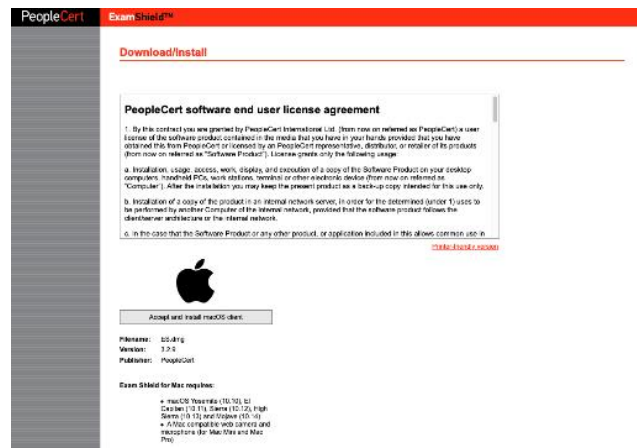 PeopleCert ExamShield™
Download/Install
PeopleCert software end user license agreement
1. By this contract you are granted by PeopleCert International Ltd. (from now on referred as PeopleCert) a user
license of the software product contained in the media that you have in your hands provided that you have
obtained this from PeopleCert or licensed by an PeopleCert representative, distributor, or retailer of its products
(from now on referred as "Software Product"). License grants only the following usage:
a. Installation, usage, access, work, display, and execution of a copy of the Software Product on your desktop
computers, handheld PCs, work stations, terminal or other electronic device (from now on referred as
"Computer"). After the installation you may keep the present product as a back-up copy intended for this use only.
b. Installation of a copy of the product in an internal network server, in order for the determined (under 1) uses to
be performed by another Computer of the internal network, provided that the software product follows the
client/server architecture or the internal network.
c. In the case that the Software Product or any other product, or application included in this allows common use in
Printer-friendly version
Accept and install macOS client
Filename: ES.dmg
Version: 3.2.9
Publisher: PeopleCert
Exam Shield for Mac requires:
• macOS Yosemite (10.10), El
Capitan (10.11), Sierra (10.12), High
Sierra (10.13) and Mojave (10.14)
• A Mac compatible web camera and
microphone (for Mac Mini and Mac
Pro)